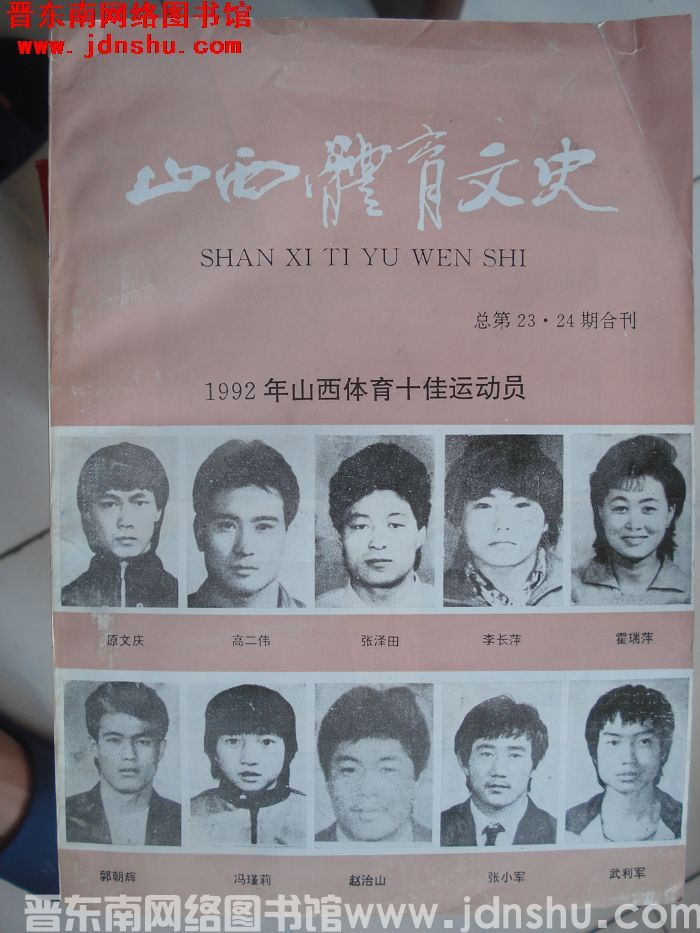 晋东南网络图书馆
www.jdnshu.com
山西體育文史
SHAN XI TI YU WEN SHI
总第23·24期合刊
1992年山西体育十佳运动员
原文庆 高二伟 张泽田 李长萍 霍瑞萍
郭朝辉 冯瑾莉 赵治山 张小军 武利军
晋东南网络图书馆www.jdnshu.com